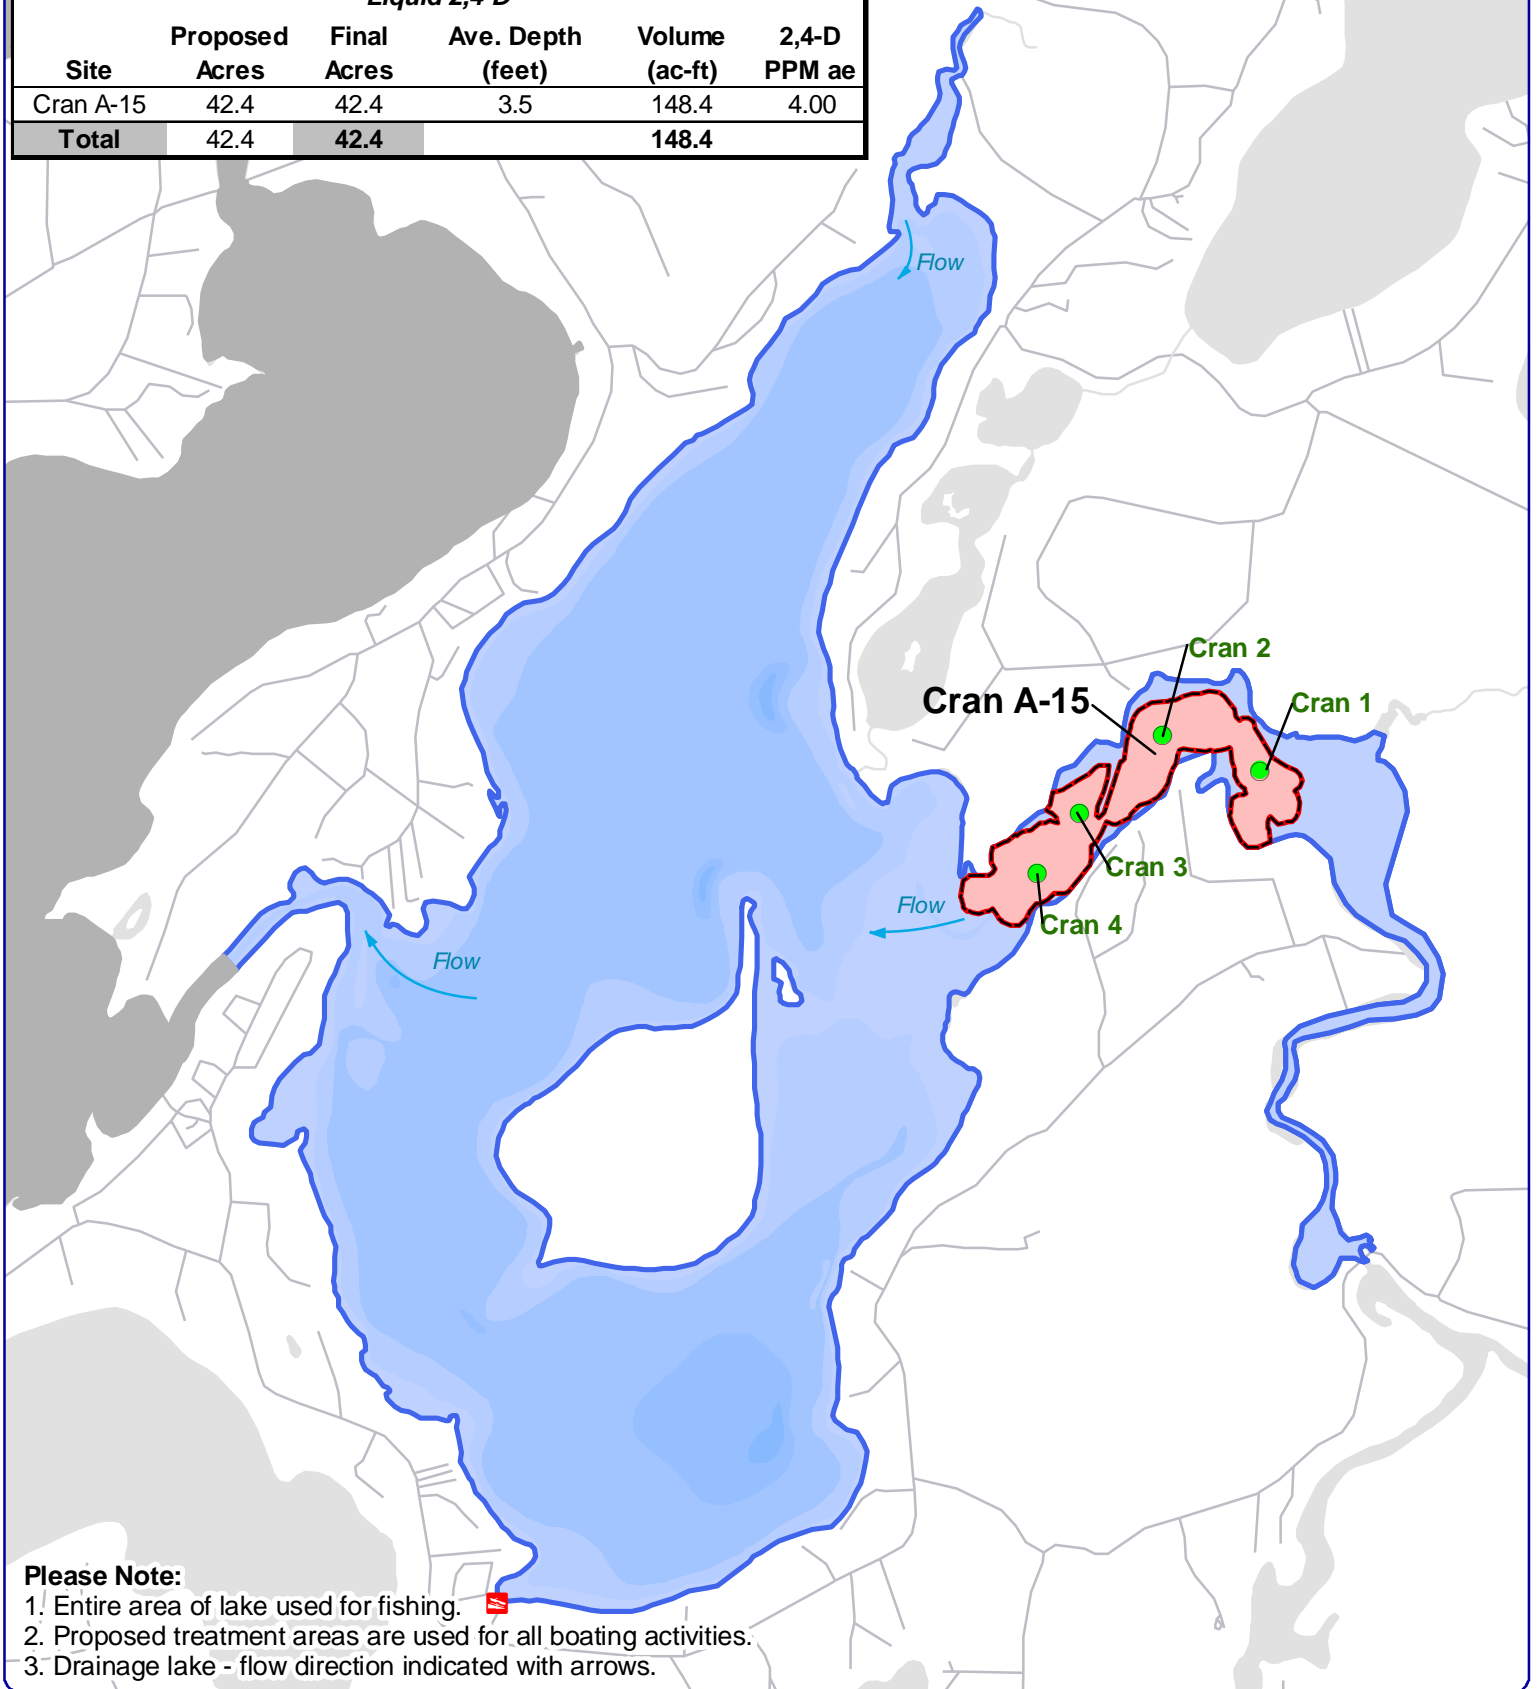 Liquid 2,4-D
Proposed Final Ave. Depth Volume 2,4-D
Site Acres Acres (feet) (ac-ft) PPM ae
Cran A-15 42.4 42.4 3.5 148.4 4.00
Total 42.4 42.4 148.4
Flow
Cran 2
Cran A-15
Cran 1
Cran 3
Flow
Cran 4
Flow
Please Note:
1. Entire area of lake used for fishing.
2. Proposed treatment areas are used for all boating activities.
3. Drainage lake - flow direction indicated with arrows.